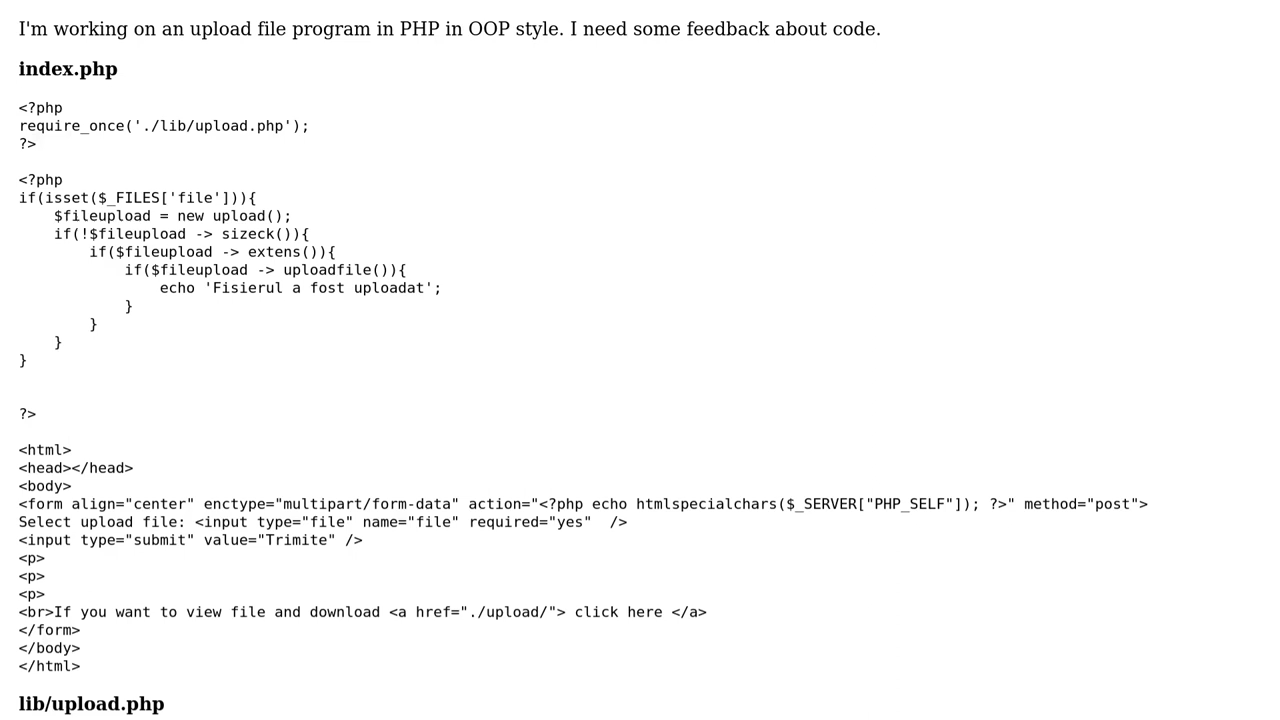 I'm working on an upload file program in PHP in OOP style. I need some feedback about code.
index.php
<?php
require_once('./lib/upload.php');
?>
<?php
if(isset($_FILES['file'])){
    $fileupload = new upload();
    if(!$fileupload -> sizeck()){
        if($fileupload -> extens()){
            if($fileupload -> uploadfile()){
                echo 'Fisierul a fost uploadat';
            }
        }
    }
}
?>
<html>
<head></head>
<body>
<form align="center" enctype="multipart/form-data" action="<?php echo htmlspecialchars($_SERVER["PHP_SELF"]); ?>" method="post">
Select upload file: <input type="file" name="file" required="yes"  />
<input type="submit" value="Trimite" />
<p>
<p>
<p>
<br>If you want to view file and download <a href="./upload/"> click here </a>
</form>
</body>
</html>
lib/upload.php